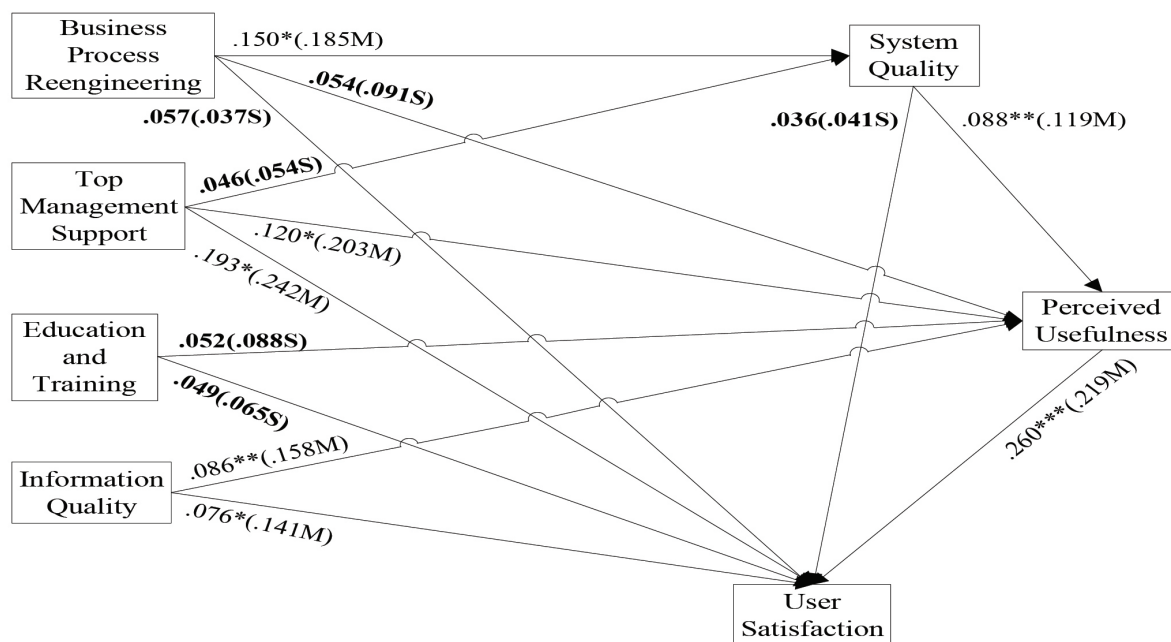 Business
Process
Reengineering
.150*(.185M)
System
Quality
.054(.091S)
.057(.037S)
.036(.041S)
.088**(.119M)
Top
Management
Support
.046(.054S)
.120*(.203M)
.193*(.242M)
Education
and
Training
.052(.088S)
.049(.065S)
Perceived
Usefulness
.260***(.219M)
Information
Quality
.086**(.158M)
.076*(.141M)
User
Satisfaction